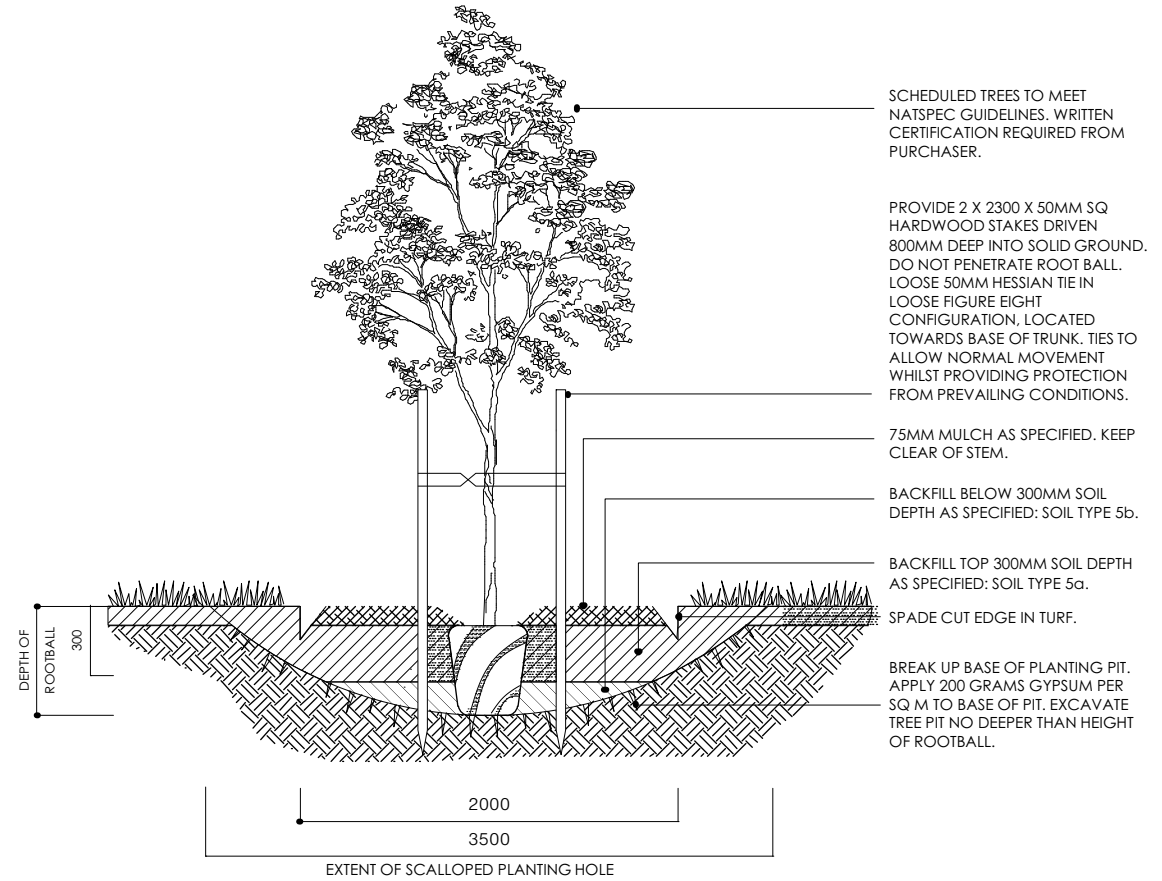 SCHEDULED TREES TO MEET
NATSPEC GUIDELINES. WRITTEN
CERTIFICATION REQUIRED FROM
PURCHASER.
PROVIDE 2 X 2300 X 50MM SQ
HARDWOOD STAKES DRIVEN
800MM DEEP INTO SOLID GROUND.
DO NOT PENETRATE ROOT BALL.
LOOSE 50MM HESSIAN TIE IN
LOOSE FIGURE EIGHT
CONFIGURATION, LOCATED
TOWARDS BASE OF TRUNK. TIES TO
ALLOW NORMAL MOVEMENT
WHILST PROVIDING PROTECTION
FROM PREVAILING CONDITIONS.
75MM MULCH AS SPECIFIED. KEEP
CLEAR OF STEM.
BACKFILL BELOW 300MM SOIL
DEPTH AS SPECIFIED: SOIL TYPE 5b.
BACKFILL TOP 300MM SOIL DEPTH
AS SPECIFIED: SOIL TYPE 5a.
SPADE CUT EDGE IN TURF.
BREAK UP BASE OF PLANTING PIT.
APPLY 200 GRAMS GYPSUM PER
SQ M TO BASE OF PIT. EXCAVATE
TREE PIT NO DEEPER THAN HEIGHT
OF ROOTBALL.
DEPTH OF
ROOTBALL
300
2000
3500
EXTENT OF SCALLOPED PLANTING HOLE